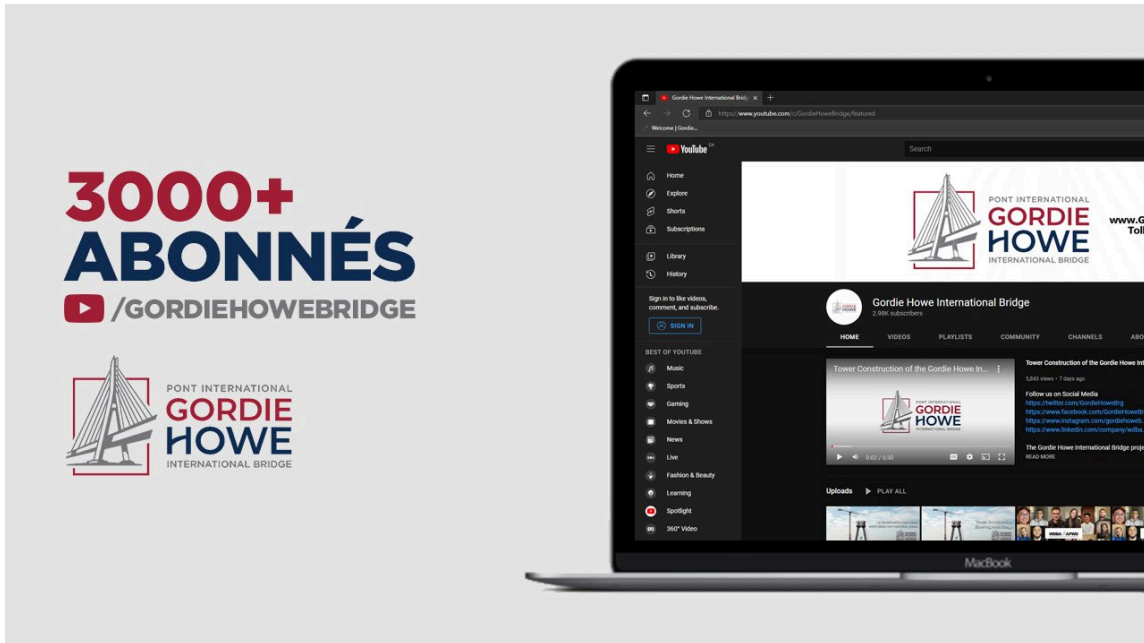 3000+
ABONNÉS
/GORDIEHOWEBRIDGE
PONT INTERNATIONAL
GORDIE
HOWE
INTERNATIONAL BRIDGE
Gordie Howe International Brid
https://www.youtube.com/c/GordieHoweBridge/featured
Welcome | Gordie...
YouTube CA
Search
Home
Explore
Shorts
Subscriptions
Library
History
Sign in to like videos,
comment, and subscribe.
SIGN IN
BEST OF YOUTUBE
Music
Sports
Gaming
Movies & Shows
News
Live
Fashion & Beauty
Learning
Spotlight
360° Video
PONT INTERNATIONAL
GORDIE
HOWE
INTERNATIONAL BRIDGE
www.G
Toll
Gordie Howe International Bridge
2.98K subscribers
HOME VIDEOS PLAYLISTS COMMUNITY CHANNELS ABO
Tower Construction of the Gordie Howe In...
PONT INTERNATIONAL
GORDIE
HOWE
INTERNATIONAL BRIDGE
0:02 / 5:30
Tower Construction of the Gordie Howe Int
5,843 views • 7 days ago
Follow us on Social Media
https://twitter.com/GordieHoweBrg
https://www.facebook.com/GordieHoweBr
https://www.instagram.com/gordiehoweb...
https://www.linkedin.com/company/wdba...
The Gordie Howe International Bridge proje
READ MORE
Uploads PLAY ALL
MacBook